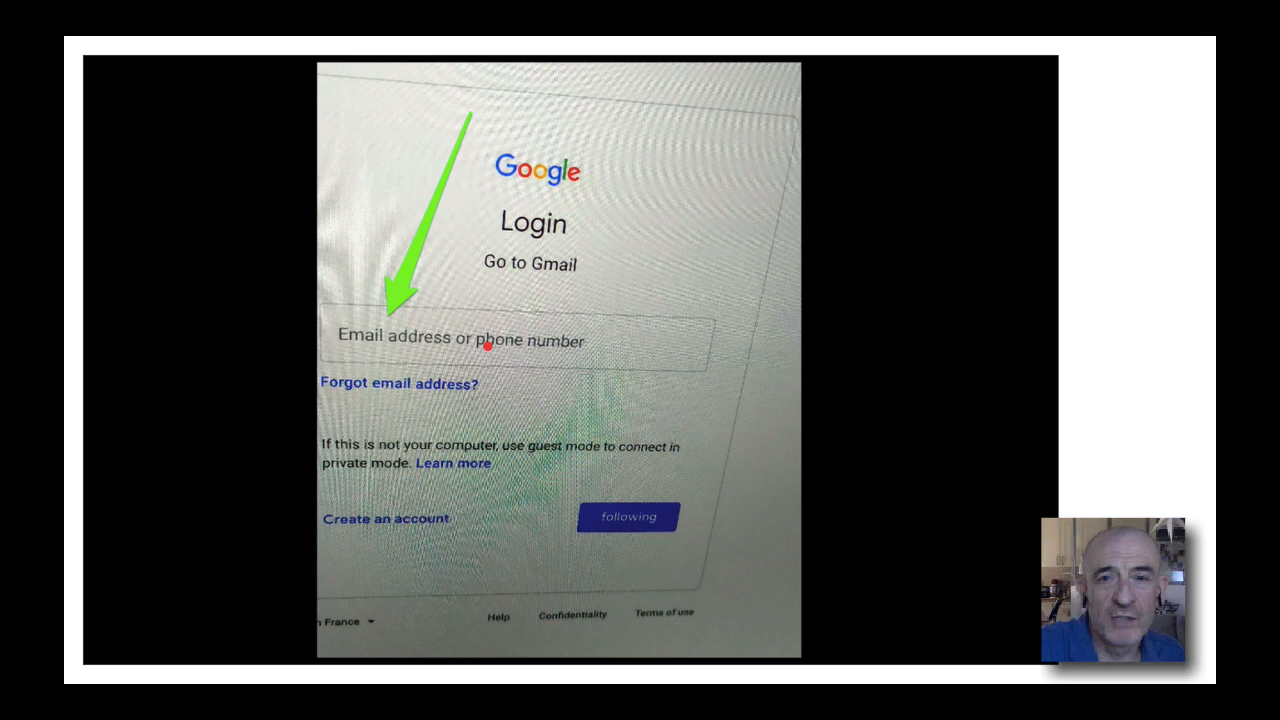 Google
Login
Go to Gmail
Email address or phone number
Forgot email address?
If this is not your computer, use guest mode to connect in
private mode. Learn more
Create an account
following
France
Help
Confidentiality
Terms of use